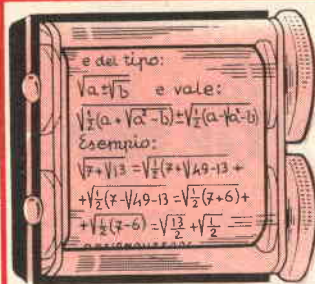 e del tipo:
√a±√b e vale:
√½(a+√a²-b)±√½(a-√a²-b)
Esempio:
√7+√13 =√½(7+√49-13 +
+√½(7-√49-13 =√½(7+6)+
+√½(7-6) =√13/2 +√½